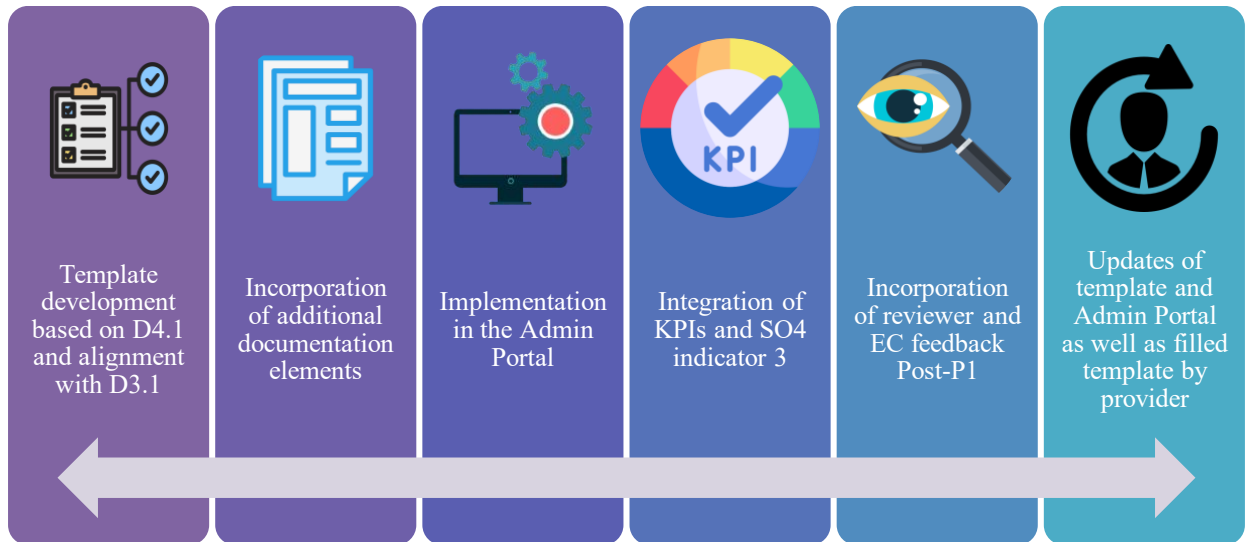 Template
development
based on D4.1
and alignment
with D3.1
Incorporation
of additional
documentation
elements
Implementation
in the Admin
Portal
KPI
Integration of
KPIs and SO4
indicator 3
Incorporation
of reviewer and
EC feedback
Post-P1
Updates of
template and
Admin Portal
as well as filled
template by
provider